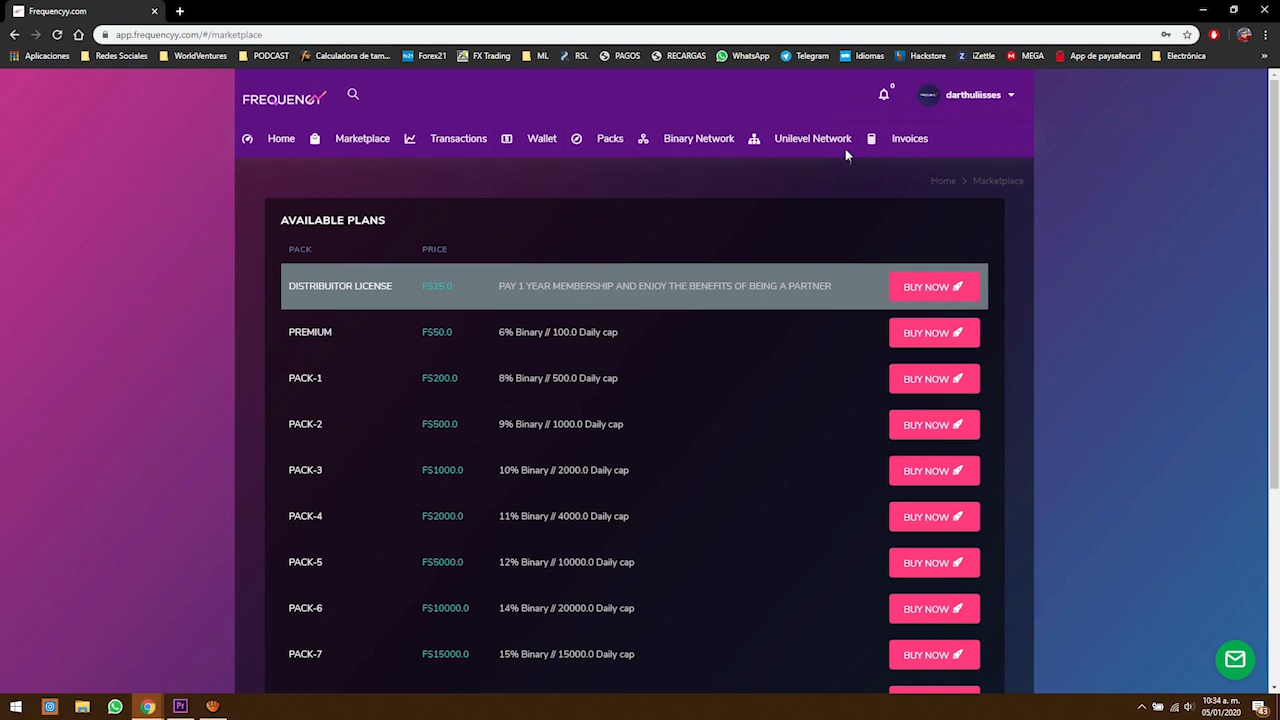 Frequencyy.com
app.frequencyy.com/#/marketplace
Aplicaciones Redes Sociales WorldVentures PODCAST Calculadora de tam... Forex21 FX Trading ML RSL PAGOS RECARGAS WhatsApp Telegram Idiomas Hackstore iZettle MEGA App de paysafecard Electrónica »
FREQUENCY 0 darthuliisses
Home Marketplace Transactions Wallet Packs Binary Network Unilevel Network Invoices
Home > Marketplace
AVAILABLE PLANS
PACK PRICE
DISTRIBUITOR LICENSE F$25.0 PAY 1 YEAR MEMBERSHIP AND ENJOY THE BENEFITS OF BEING A PARTNER BUY NOW
PREMIUM F$50.0 6% Binary // 100.0 Daily cap BUY NOW
PACK-1 F$200.0 8% Binary // 500.0 Daily cap BUY NOW
PACK-2 F$500.0 9% Binary // 1000.0 Daily cap BUY NOW
PACK-3 F$1000.0 10% Binary // 2000.0 Daily cap BUY NOW
PACK-4 F$2000.0 11% Binary // 4000.0 Daily cap BUY NOW
PACK-5 F$5000.0 12% Binary // 10000.0 Daily cap BUY NOW
PACK-6 F$10000.0 14% Binary // 20000.0 Daily cap BUY NOW
PACK-7 F$15000.0 15% Binary // 15000.0 Daily cap BUY NOW
Pr
10:34 a. m.
05/01/2020
43